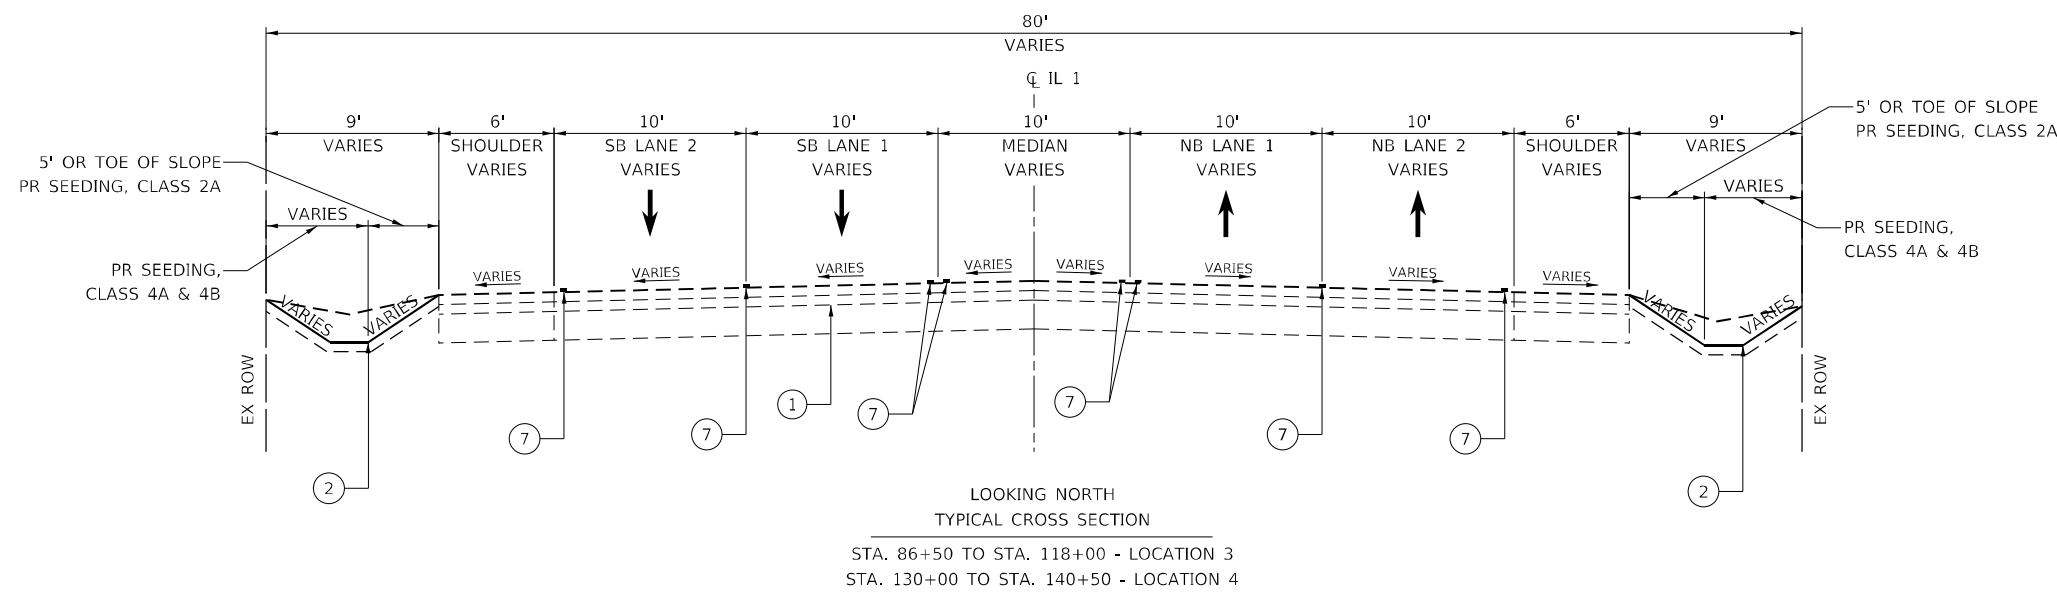 80'
VARIES
℄ IL 1
9' 6' 10' 10' 10' 10' 10' 6' 9'
VARIES SHOULDER SB LANE 2 SB LANE 1 MEDIAN NB LANE 1 NB LANE 2 SHOULDER VARIES
VARIES VARIES VARIES VARIES VARIES VARIES VARIES
5' OR TOE OF SLOPE
PR SEEDING, CLASS 2A
5' OR TOE OF SLOPE
PR SEEDING, CLASS 2A
VARIES
VARIES
PR SEEDING,
CLASS 4A & 4B
PR SEEDING,
CLASS 4A & 4B
VARIES VARIES VARIES VARIES VARIES VARIES VARIES VARIES
VARIES VARIES VARIES VARIES
EX ROW
EX ROW
1
7 7 7 7 7 7
2 2
LOOKING NORTH
TYPICAL CROSS SECTION
STA. 86+50 TO STA. 118+00 - LOCATION 3
STA. 130+00 TO STA. 140+50 - LOCATION 4